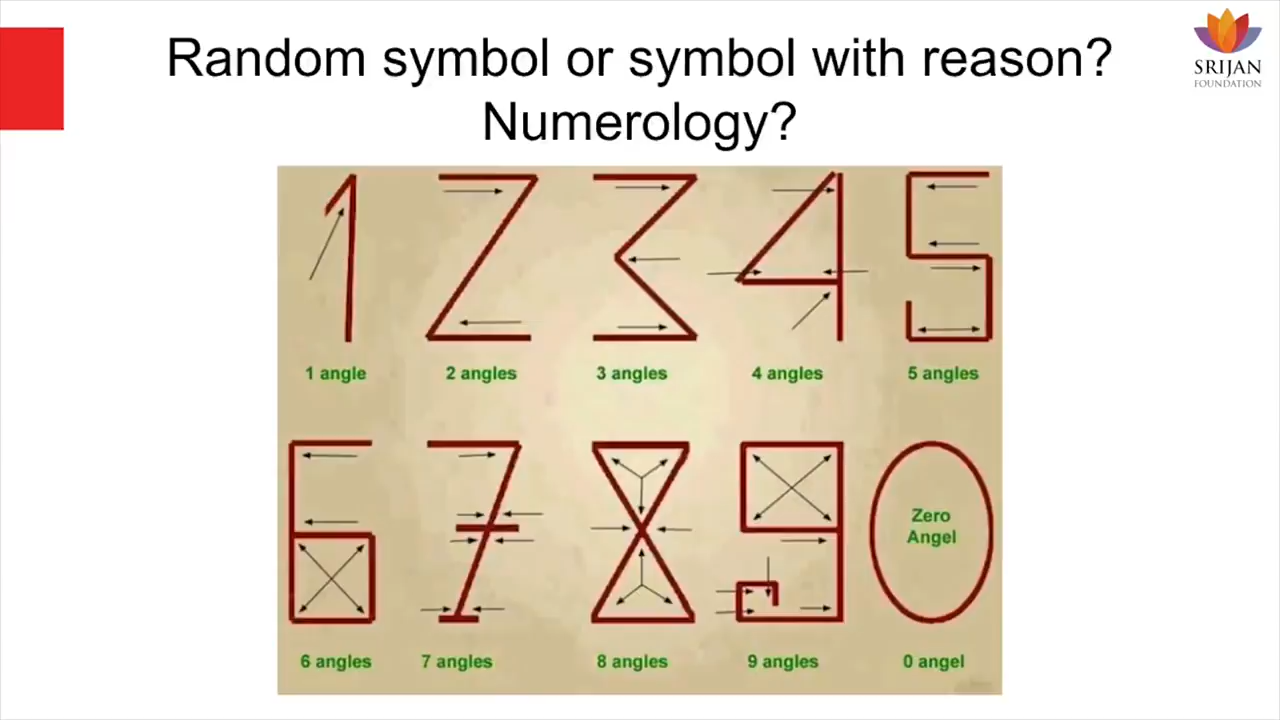 Random symbol or symbol with reason?
Numerology?
SRIJAN
FOUNDATION
1 angle
2 angles
3 angles
4 angles
5 angles
Zero
Angel
6 angles
7 angles
8 angles
9 angles
0 angel